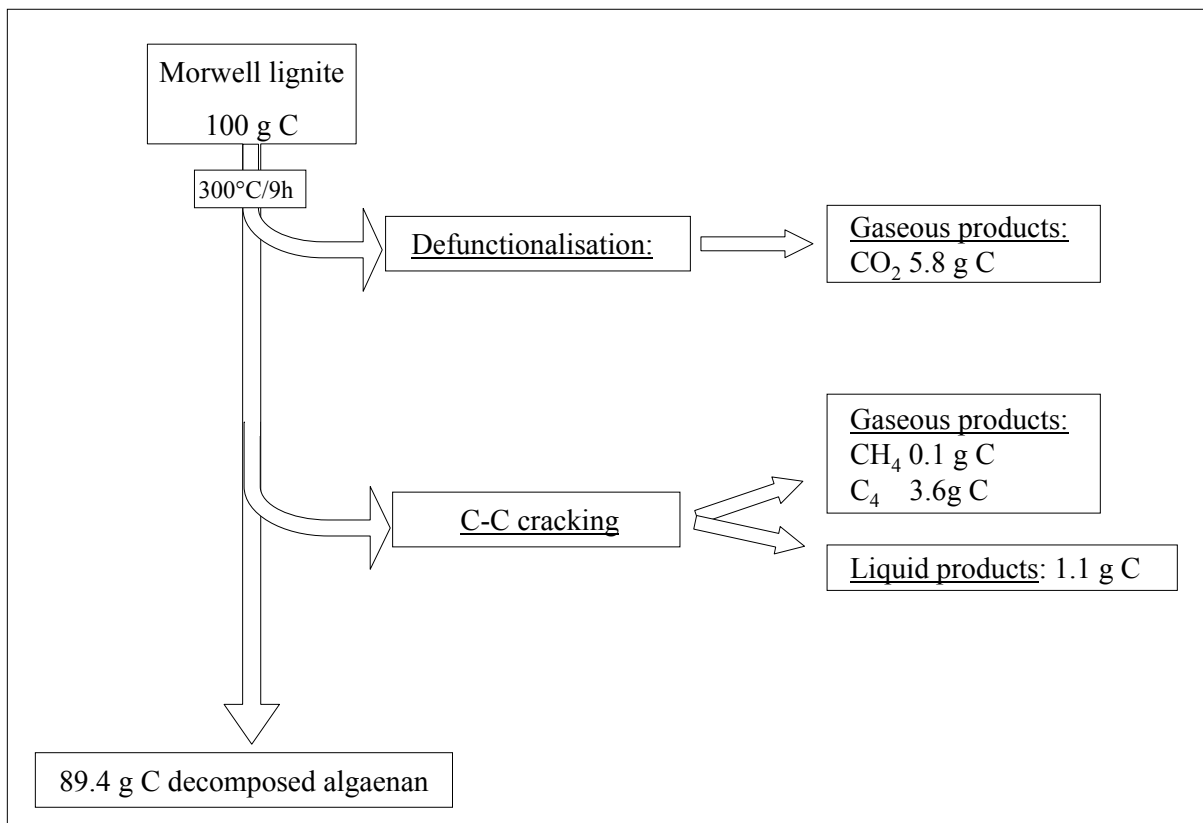 Morwell lignite
100 g C
300°C/9h
Defunctionalisation:
Gaseous products:
CO₂ 5.8 g C
Gaseous products:
CH₄ 0.1 g C
C₄ 3.6g C
C-C cracking
Liquid products: 1.1 g C
89.4 g C decomposed algaenan